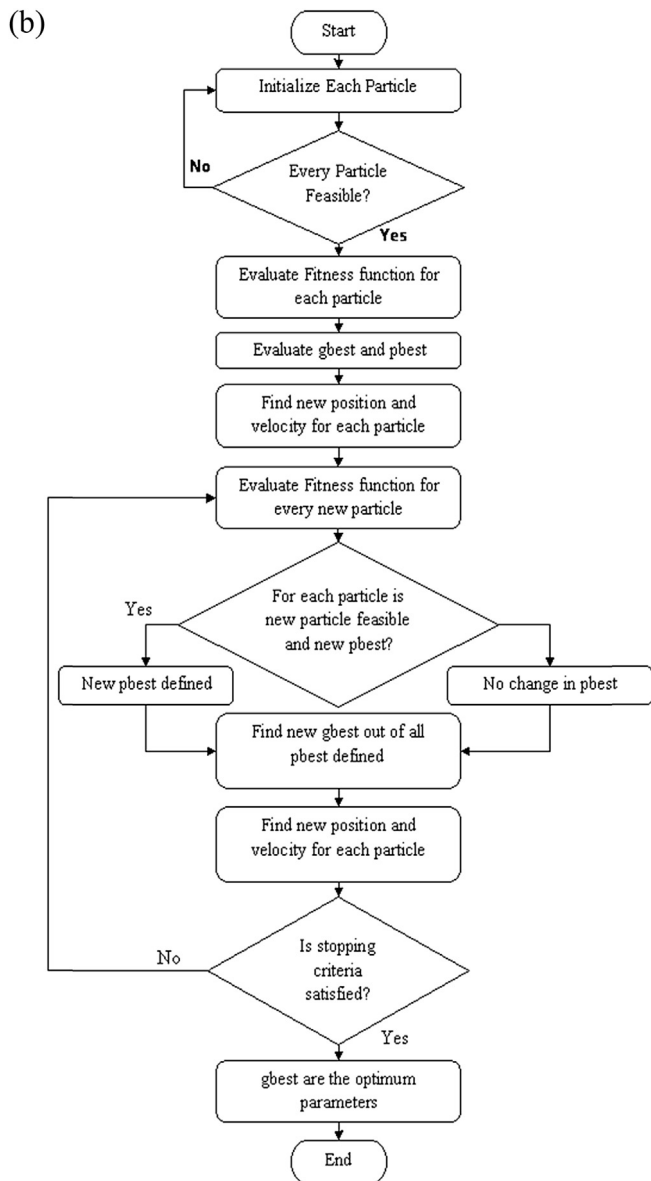 (b)
Start
Initialize Each Particle
No
Every Particle
Feasible?
Yes
Evaluate Fitness function for
each particle
Evaluate gbest and pbest
Find new position and
velocity for each particle
Evaluate Fitness function for
every new particle
For each particle is
new particle feasible
and new pbest?
Yes
New pbest defined
No change in pbest
Find new gbest out of all
pbest defined
Find new position and
velocity for each particle
No
Is stopping
criteria
satisfied?
Yes
gbest are the optimum
parameters
End